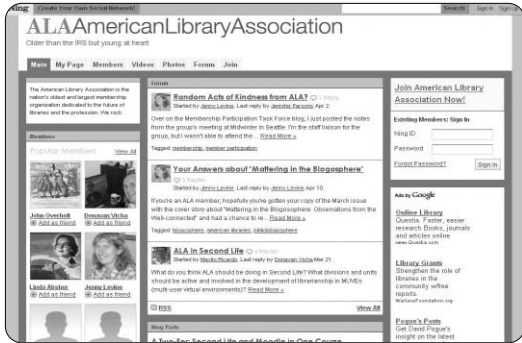 Create Your Own Social Network!
Search Sign In Sign Up
ALAAmericanLibraryAssociation
Older than the IRS but young at heart
Main My Page Members Videos Photos Forum Join
The American Library Association is the
nation's oldest and largest membership
organization dedicated to the future of
libraries and the profession. We rock.
Members
Popular Members View All
John Overholt
Add as friend
Donavan Vicha
Add as friend
Linda Absher
Add as friend
Jenny Levine
Add as friend
Forum
Random Acts of Kindness from ALA? 1 Reply
Started by Jenny Levine. Last reply by Jennifer Parsons Apr 2.
Over on the Membership Participation Task Force blog, I just posted the notes
from the group's meeting at Midwinter in Seattle. I'm the staff liaison for the
group, but I wasn't able to attend the ... Read More »
Tagged: membership, member participation
Your Answers about "Mattering in the Blogosphere"
Replies
Started by Jenny Levine. Last reply by Jenny Levine Apr 10.
If you're an ALA member, hopefully you've gotten your copy of the March issue
with the cover story about "Mattering in the Blogosphere: Observations from the
Well-connected" and had a chance to re... Read More »
Tagged: blogosphere, american libraries, biblioblogosphere
ALA in Second Life Replies
Started by Manlio Ricardo. Last reply by Donavan Vicha Mar 21.
What do you think ALA should be doing in Second Life? What divisions and units
should be active and involved in the development of librarianship in MUVEs
(multi-user virtual environments)? Read More »
RSS View All
Blog Posts
A Two-Fer: Second Life and Moodle in One Course
Join American Library
Association Now!
Existing Members: Sign In
Ning ID
Password
Forgot Password? Sign In
Ads by Google
Online Library
Questia. Faster, easier
research Books, journals
and articles online
www.Questia.com
Library Grants
Strengthen the role of
libraries in the
community w/free
reports.
WallaceFoundation.org
Pogue's Posts
Get David Pogue's
insight on the latest